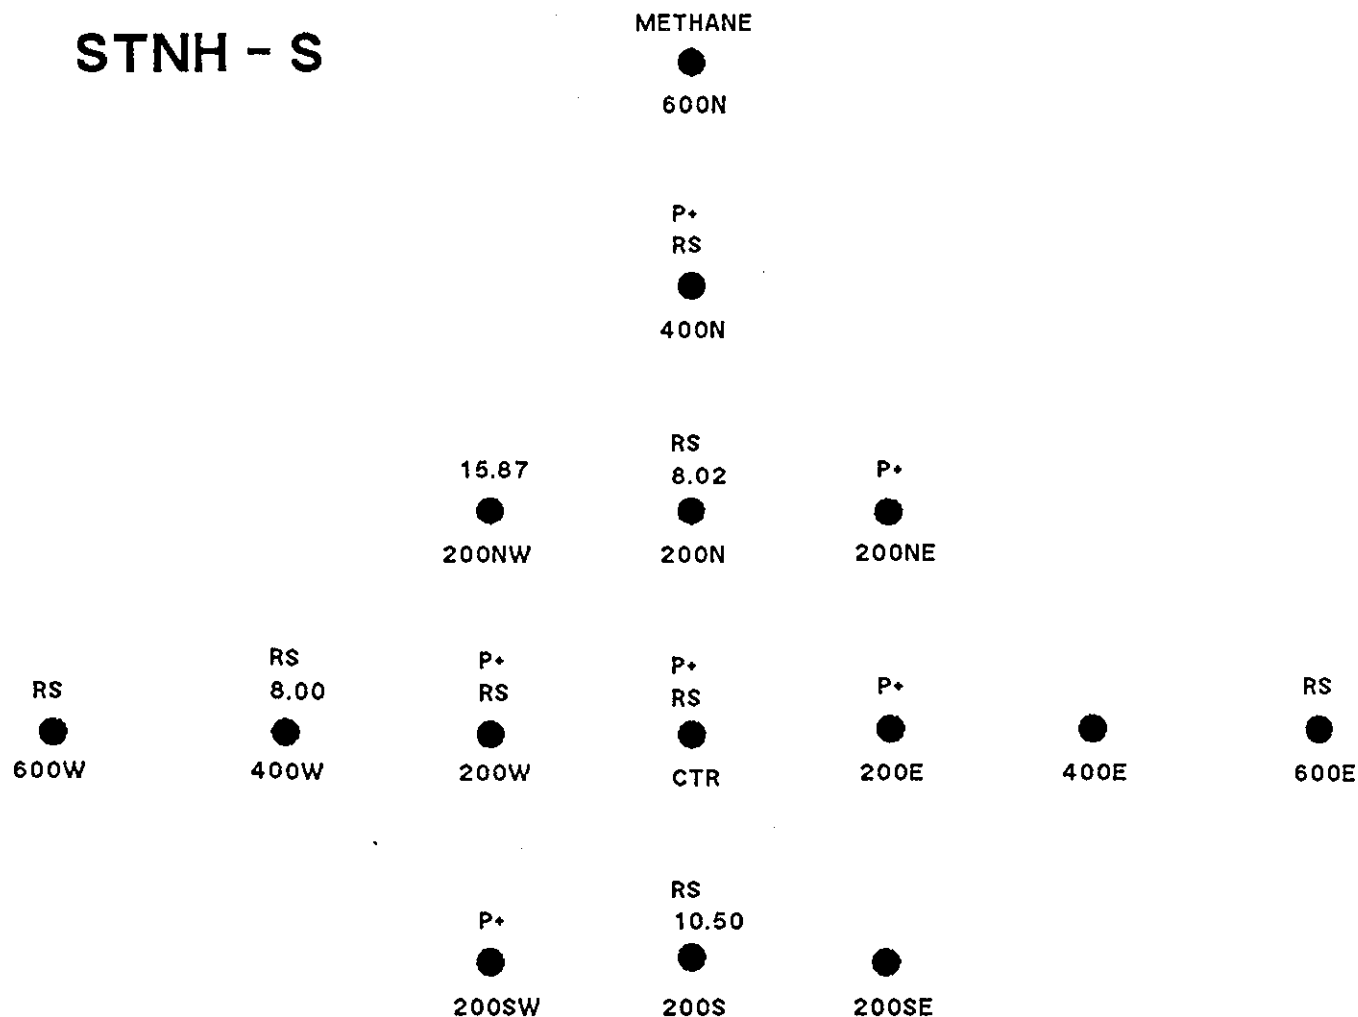 STNH - S
METHANE
600N
P+
RS
400N
15.87
200NW
RS
8.02
200N
P+
200NE
RS
600W
RS
8.00
400W
P+
RS
200W
P+
RS
CTR
P+
200E
400E
RS
600E
P+
200SW
RS
10.50
200S
200SE